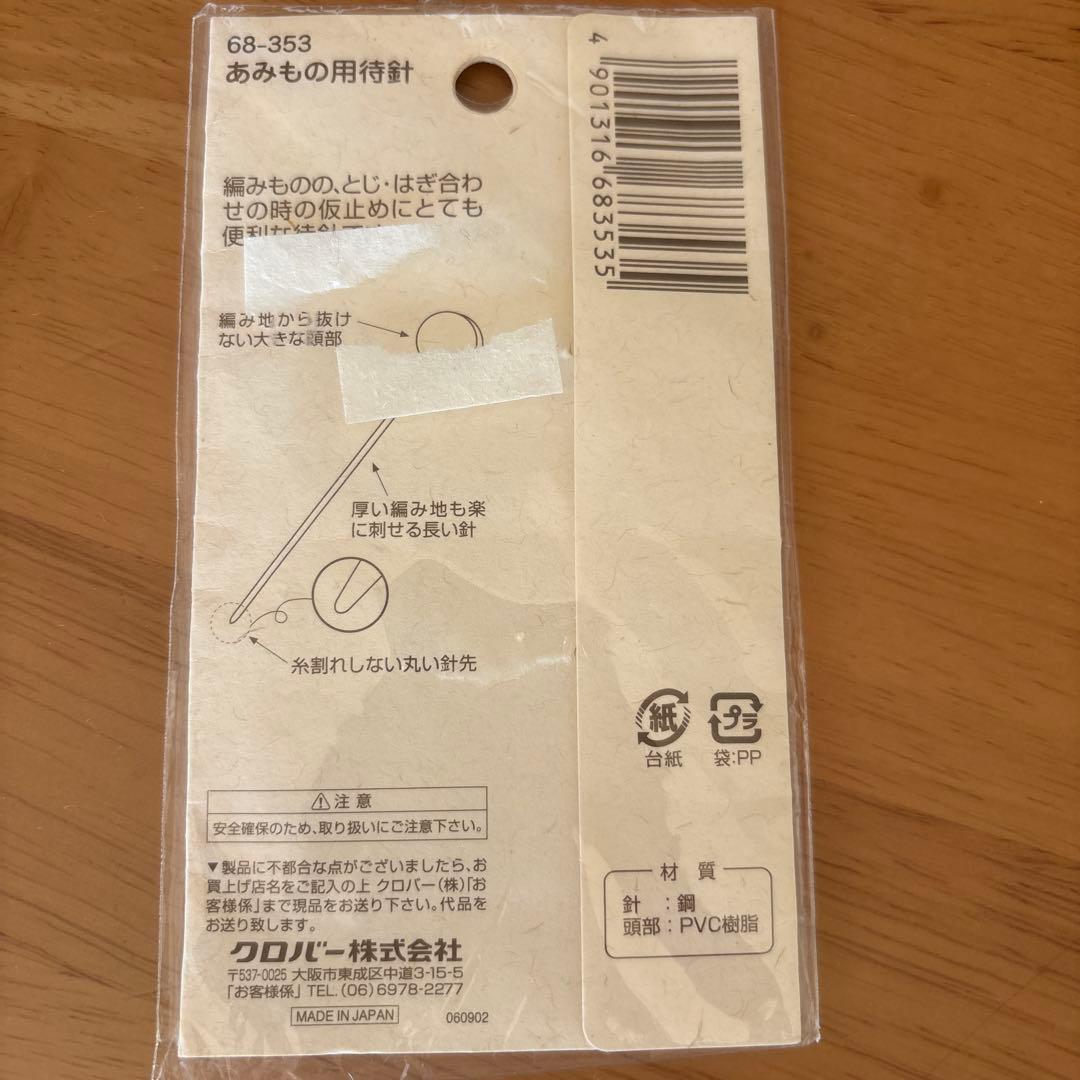 68-353
あみもの用待針
編みものの、とじ・はぎ合わ
せの時の仮止めにとても
便利な待針です
編み地から抜け
ない大きな頭部
厚い編み地も楽
に刺せる長い針
糸割れしない丸い針先
⚠注意
安全確保のため、取り扱いにご注意下さい。
▼製品に不都合な点がございましたら、お
買上げ店名をご記入の上 クロバー(株)「お
客様係」まで現品をお送り下さい。代品を
お送り致します。
クロバー株式会社
〒537-0025 大阪市東成区中道3-15-5
「お客様係」TEL.(06)6978-2277
MADE IN JAPAN
060902
4 901316 683535
紙
台紙
プラ
袋:PP
材質
針 : 鋼
頭部 : PVC樹脂